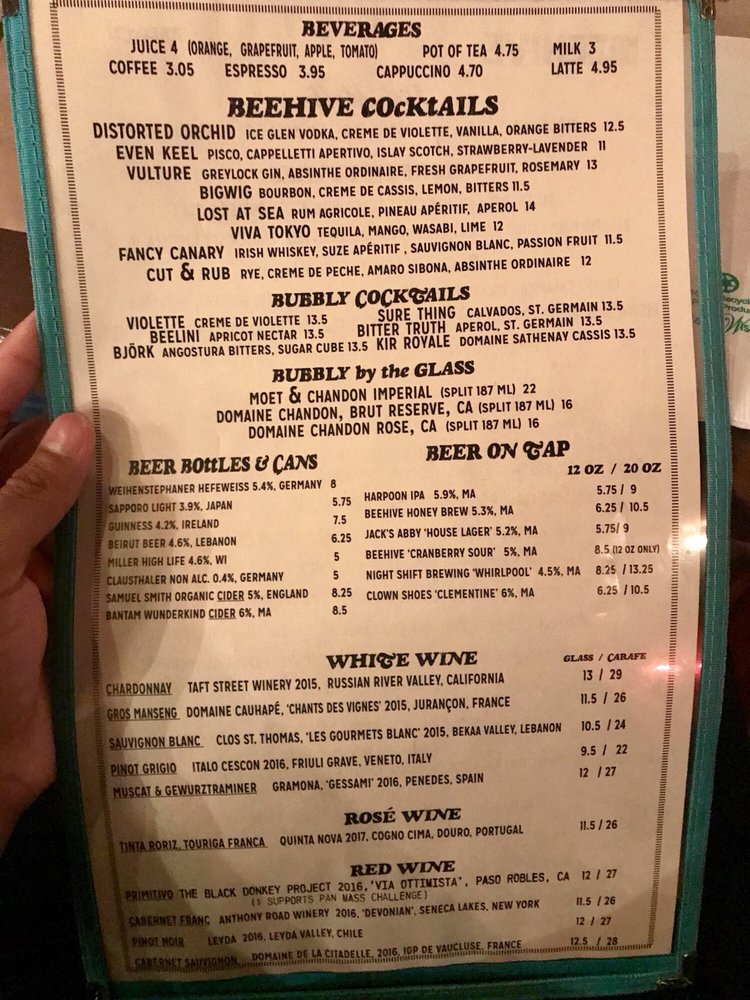 BEVERAGES
JUICE 4 (ORANGE, GRAPEFRUIT, APPLE, TOMATO) POT OF TEA 4.75 MILK 3
COFFEE 3.05 ESPRESSO 3.95 CAPPUCCINO 4.70 LATTE 4.95
BEEHIVE COCKTAILS
DISTORTED ORCHID ICE GLEN VODKA, CREME DE VIOLETTE, VANILLA, ORANGE BITTERS 12.5
EVEN KEEL PISCO, CAPPELLETTI APERTIVO, ISLAY SCOTCH, STRAWBERRY-LAVENDER 11
VULTURE GREYLOCK GIN, ABSINTHE ORDINAIRE, FRESH GRAPEFRUIT, ROSEMARY 13
BIGWIG BOURBON, CREME DE CASSIS, LEMON, BITTERS 11.5
LOST AT SEA RUM AGRICOLE, PINEAU APÉRITIF, APEROL 14
VIVA TOKYO TEQUILA, MANGO, WASABI, LIME 12
FANCY CANARY IRISH WHISKEY, SUZE APÉRITIF , SAUVIGNON BLANC, PASSION FRUIT 11.5
CUT & RUB RYE, CREME DE PECHE, AMARO SIBONA, ABSINTHE ORDINAIRE 12
BUBBLY COCKTAILS
VIOLETTE CREME DE VIOLETTE 13.5 SURE THING CALVADOS, ST. GERMAIN 13.5
BEELINI APRICOT NECTAR 13.5 BITTER TRUTH APEROL, ST. GERMAIN 13.5
BJÖRK ANGOSTURA BITTERS, SUGAR CUBE 13.5 KIR ROYALE DOMAINE SATHENAY CASSIS 13.5
BUBBLY by the GLASS
MOET & CHANDON IMPERIAL (SPLIT 187 ML) 22
DOMAINE CHANDON, BRUT RESERVE, CA (SPLIT 187 ML) 16
DOMAINE CHANDON ROSE, CA (SPLIT 187 ML) 16
BEER BOttLES & CANS
WEIHENSTEPHANER HEFEWEISS 5.4%, GERMANY 8
SAPPORO LIGHT 3.9%, JAPAN 5.75
GUINNESS 4.2%, IRELAND 7.5
BEIRUT BEER 4.6%, LEBANON 6.25
MILLER HIGH LIFE 4.6%, WI 5
CLAUSTHALER NON ALC. 0.4%, GERMANY 5
SAMUEL SMITH ORGANIC CIDER 5%, ENGLAND 8.25
BANTAM WUNDERKIND CIDER 6%, MA 8.5
BEER ON TAP
12 OZ / 20 OZ
HARPOON IPA 5.9%, MA 5.75 / 9
BEEHIVE HONEY BREW 5.3%, MA 6.25 / 10.5
JACK'S ABBY 'HOUSE LAGER' 5.2%, MA 5.75/ 9
BEEHIVE 'CRANBERRY SOUR' 5%, MA 8.5 (12 OZ ONLY)
NIGHT SHIFT BREWING 'WHIRLPOOL' 4.5%, MA 8.25 / 13.25
CLOWN SHOES 'CLEMENTINE' 6%, MA 6.25 / 10.5
WHITE WINE GLASS / CARAFE
CHARDONNAY TAFT STREET WINERY 2015, RUSSIAN RIVER VALLEY, CALIFORNIA 13 / 29
GROS MANSENG DOMAINE CAUHAPÉ, 'CHANTS DES VIGNES' 2015, JURANÇON, FRANCE 11.5 / 26
SAUVIGNON BLANC CLOS ST. THOMAS, 'LES GOURMETS BLANC' 2015, BEKAA VALLEY, LEBANON 10.5 / 24
PINOT GRIGIO ITALO CESCON 2016, FRIULI GRAVE, VENETO, ITALY 9.5 / 22
MUSCAT & GEWURZTRAMINER GRAMONA, 'GESSAMI' 2016, PENEDES, SPAIN 12 / 27
ROSÉ WINE
TINTA RORIZ, TOURIGA FRANCA QUINTA NOVA 2017, COGNO CIMA, DOURO, PORTUGAL 11.5 / 26
RED WINE
PRIMITIVO THE BLACK DONKEY PROJECT 2016,'VIA OTTIMISTA', PASO ROBLES, CA 12 / 27
($ SUPPORTS PAN MASS CHALLENGE)
CABERNET FRANC ANTHONY ROAD WINERY 2016, 'DEVONIAN', SENECA LAKES, NEW YORK 11.5 / 26
PINOT NOIR LEYDA 2016, LEYDA VALLEY, CHILE 12 / 27
CABERNET SAUVIGNON DOMAINE DE LA CITADELLE, 2016, IGP DE VAUCLUSE, FRANCE 12.5 / 28